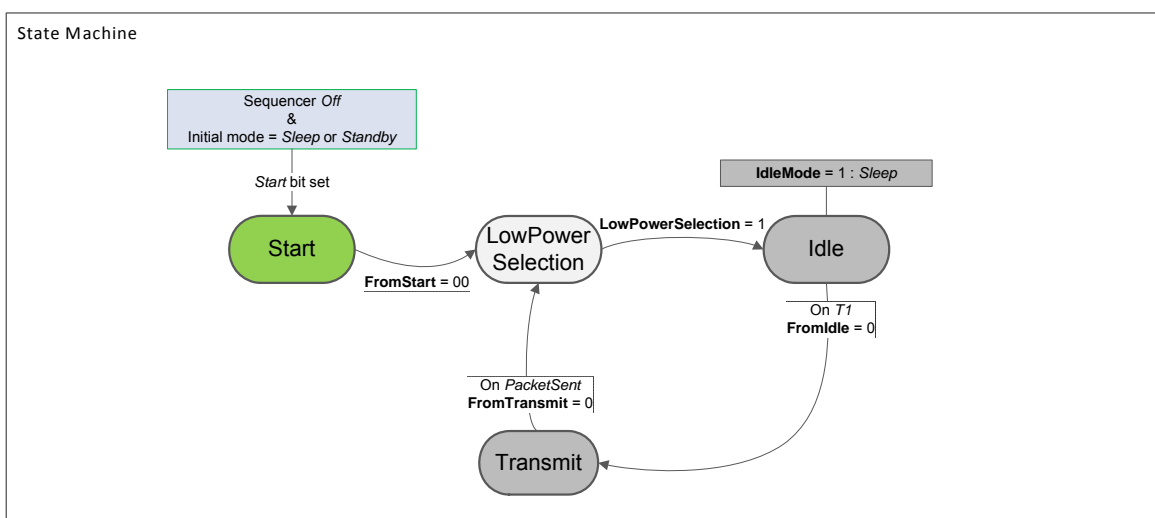 State Machine
Sequencer Off
&
Initial mode = Sleep or Standby
Start bit set
IdleMode = 1 : Sleep
Start
LowPower
Selection
LowPowerSelection = 1
Idle
FromStart = 00
On T1
FromIdle = 0
On PacketSent
FromTransmit = 0
Transmit